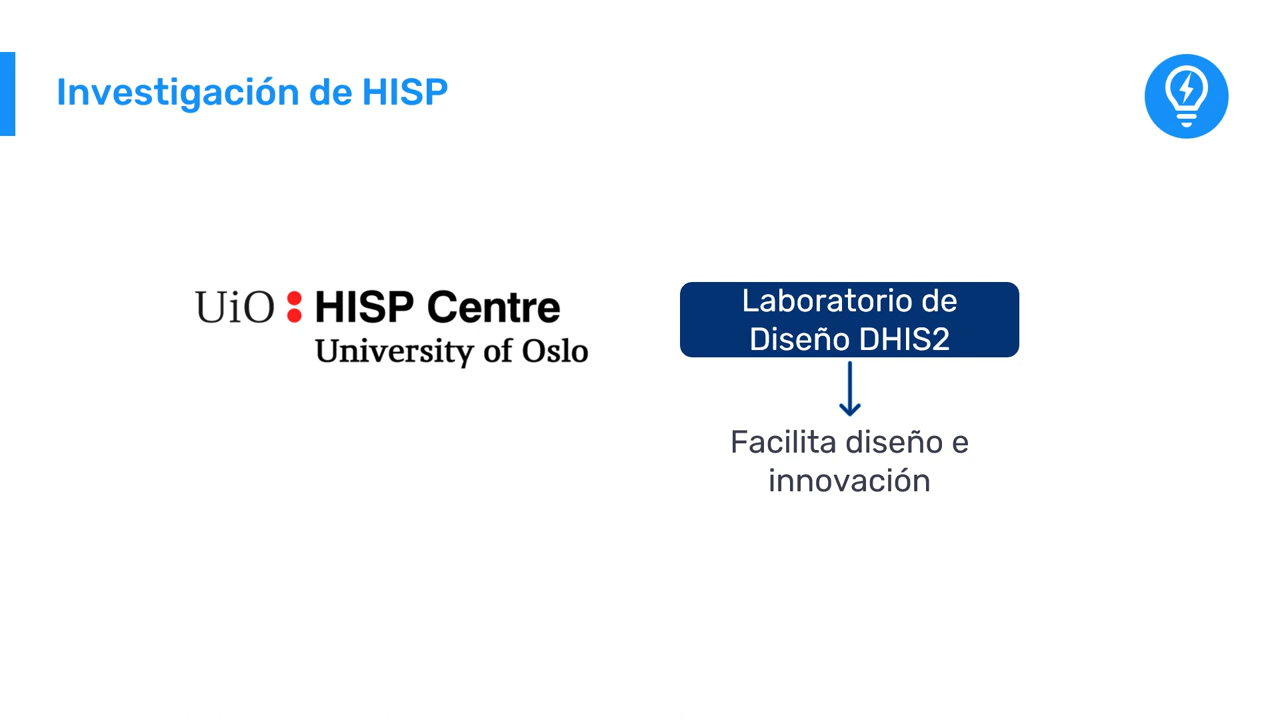 Investigación de HISP
UiO : HISP Centre
University of Oslo
Laboratorio de
Diseño DHIS2
Facilita diseño e
innovación